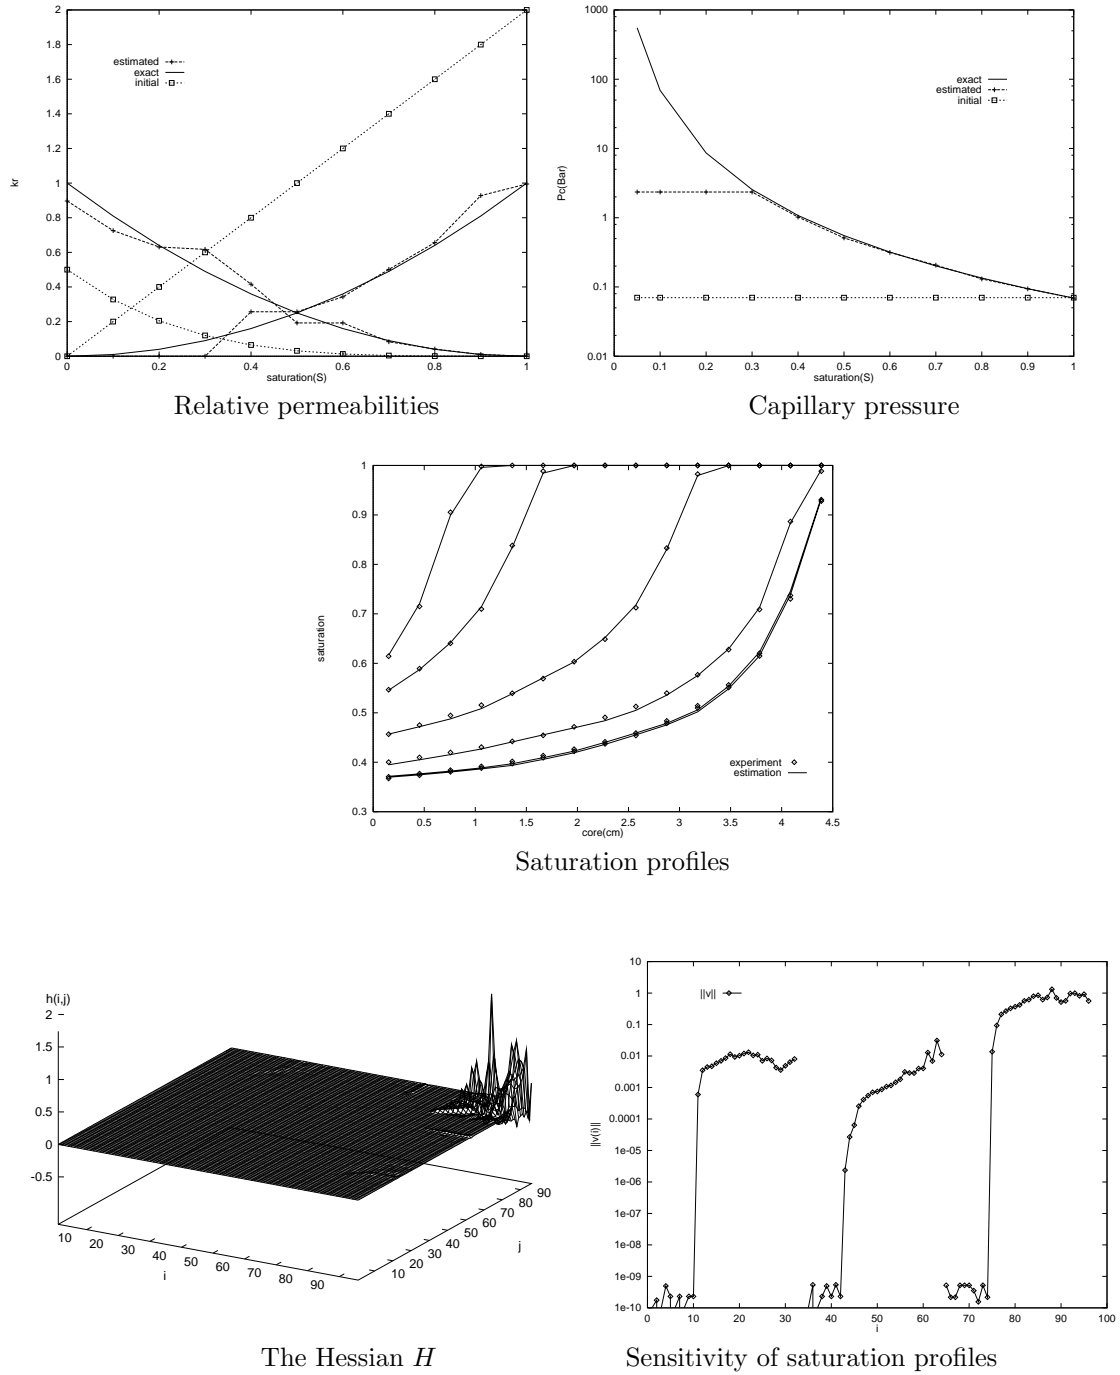 2
1.8
1.6
1.4
1.2
1
0.8
0.6
0.4
0.2
0
kr
estimated
exact
initial
0 0.2 0.4 0.6 0.8 1
saturation(S)
Relative permeabilities
1000
100
10
1
0.1
0.01
Pc(Bar)
exact
estimated
initial
0 0.1 0.2 0.3 0.4 0.5 0.6 0.7 0.8 0.9 1
saturation(S)
Capillary pressure
1
0.9
0.8
0.7
0.6
0.5
0.4
0.3
saturation
experiment
estimation
0 0.5 1 1.5 2 2.5 3 3.5 4 4.5
core(cm)
Saturation profiles
h(i,j)
2
1.5
1
0.5
0
-0.5
10 20 30 40 50 60 70 80 90
i
10 20 30 40 50 60 70 80 90
j
The Hessian H
10
1
0.1
0.01
0.001
0.0001
1e-05
1e-06
1e-07
1e-08
1e-09
1e-10
||v(i)||
||v||
0 10 20 30 40 50 60 70 80 90 100
i
Sensitivity of saturation profiles